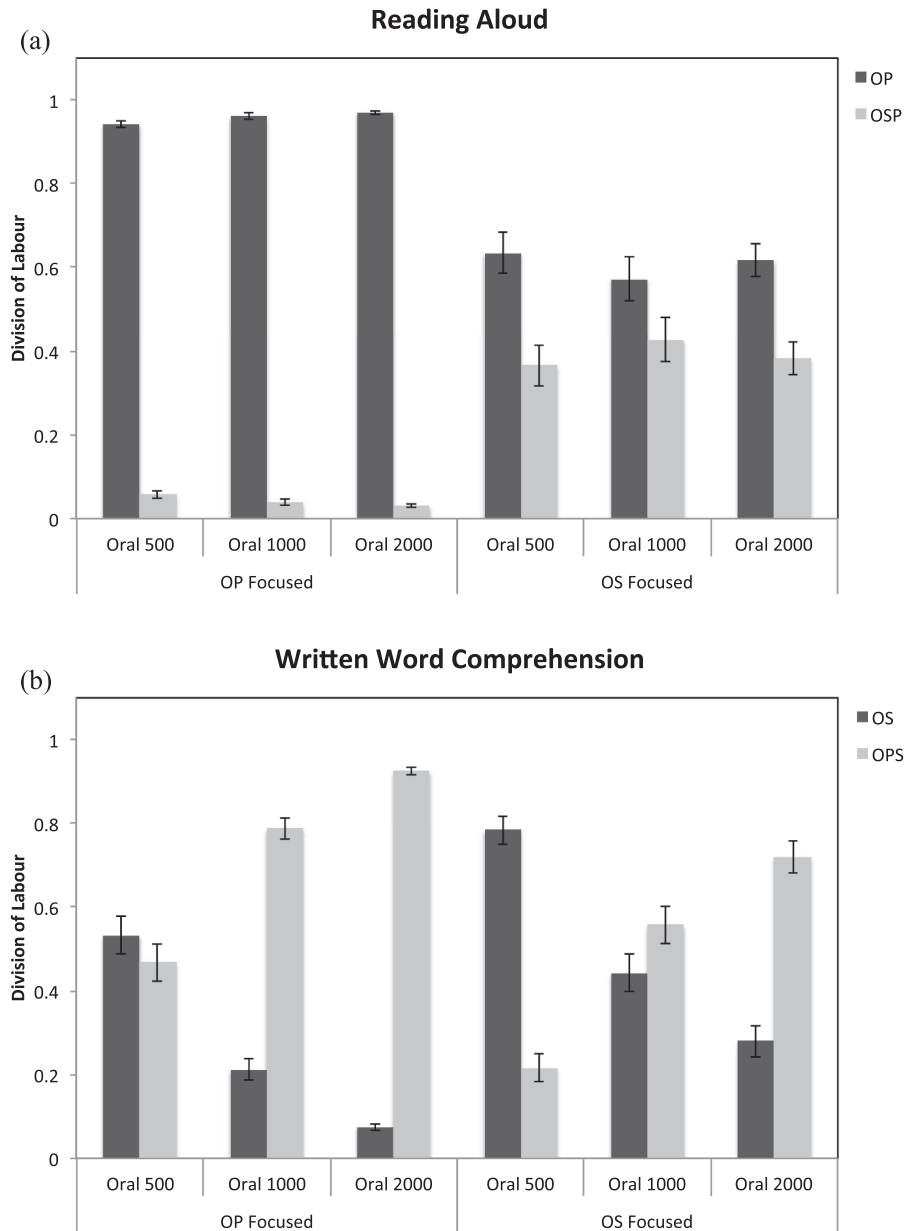 Reading Aloud
(a)
OP
OSP
Division of Labour
1
0.8
0.6
0.4
0.2
0
Oral 500 Oral 1000 Oral 2000 Oral 500 Oral 1000 Oral 2000
OP Focused OS Focused
Written Word Comprehension
(b)
OS
OPS
Division of Labour
1
0.8
0.6
0.4
0.2
0
Oral 500 Oral 1000 Oral 2000 Oral 500 Oral 1000 Oral 2000
OP Focused OS Focused